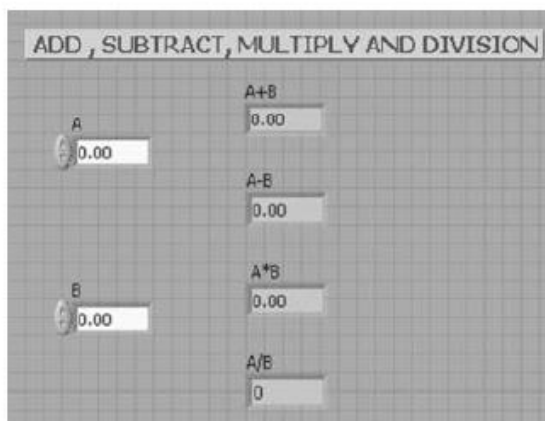 ADD , SUBTRACT, MULTIPLY AND DIVISION
A+B
0.00
A
0.00
A-B
0.00
A*B
0.00
B
0.00
A/B
0